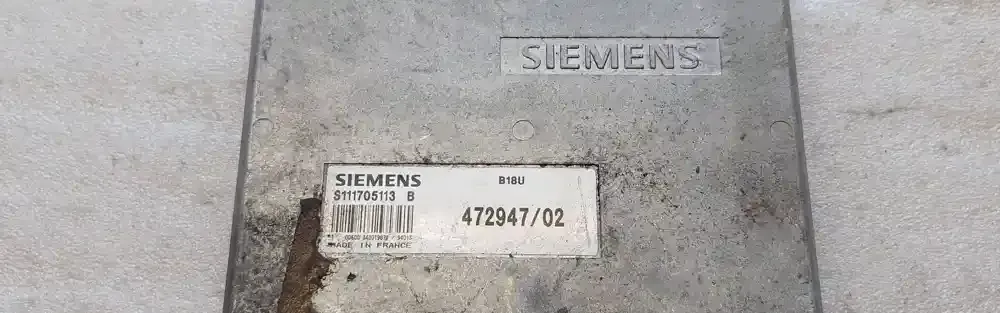 SIEMENS
SIEMENS B18U
S111705113 B
472947/02
MADE IN FRANCE